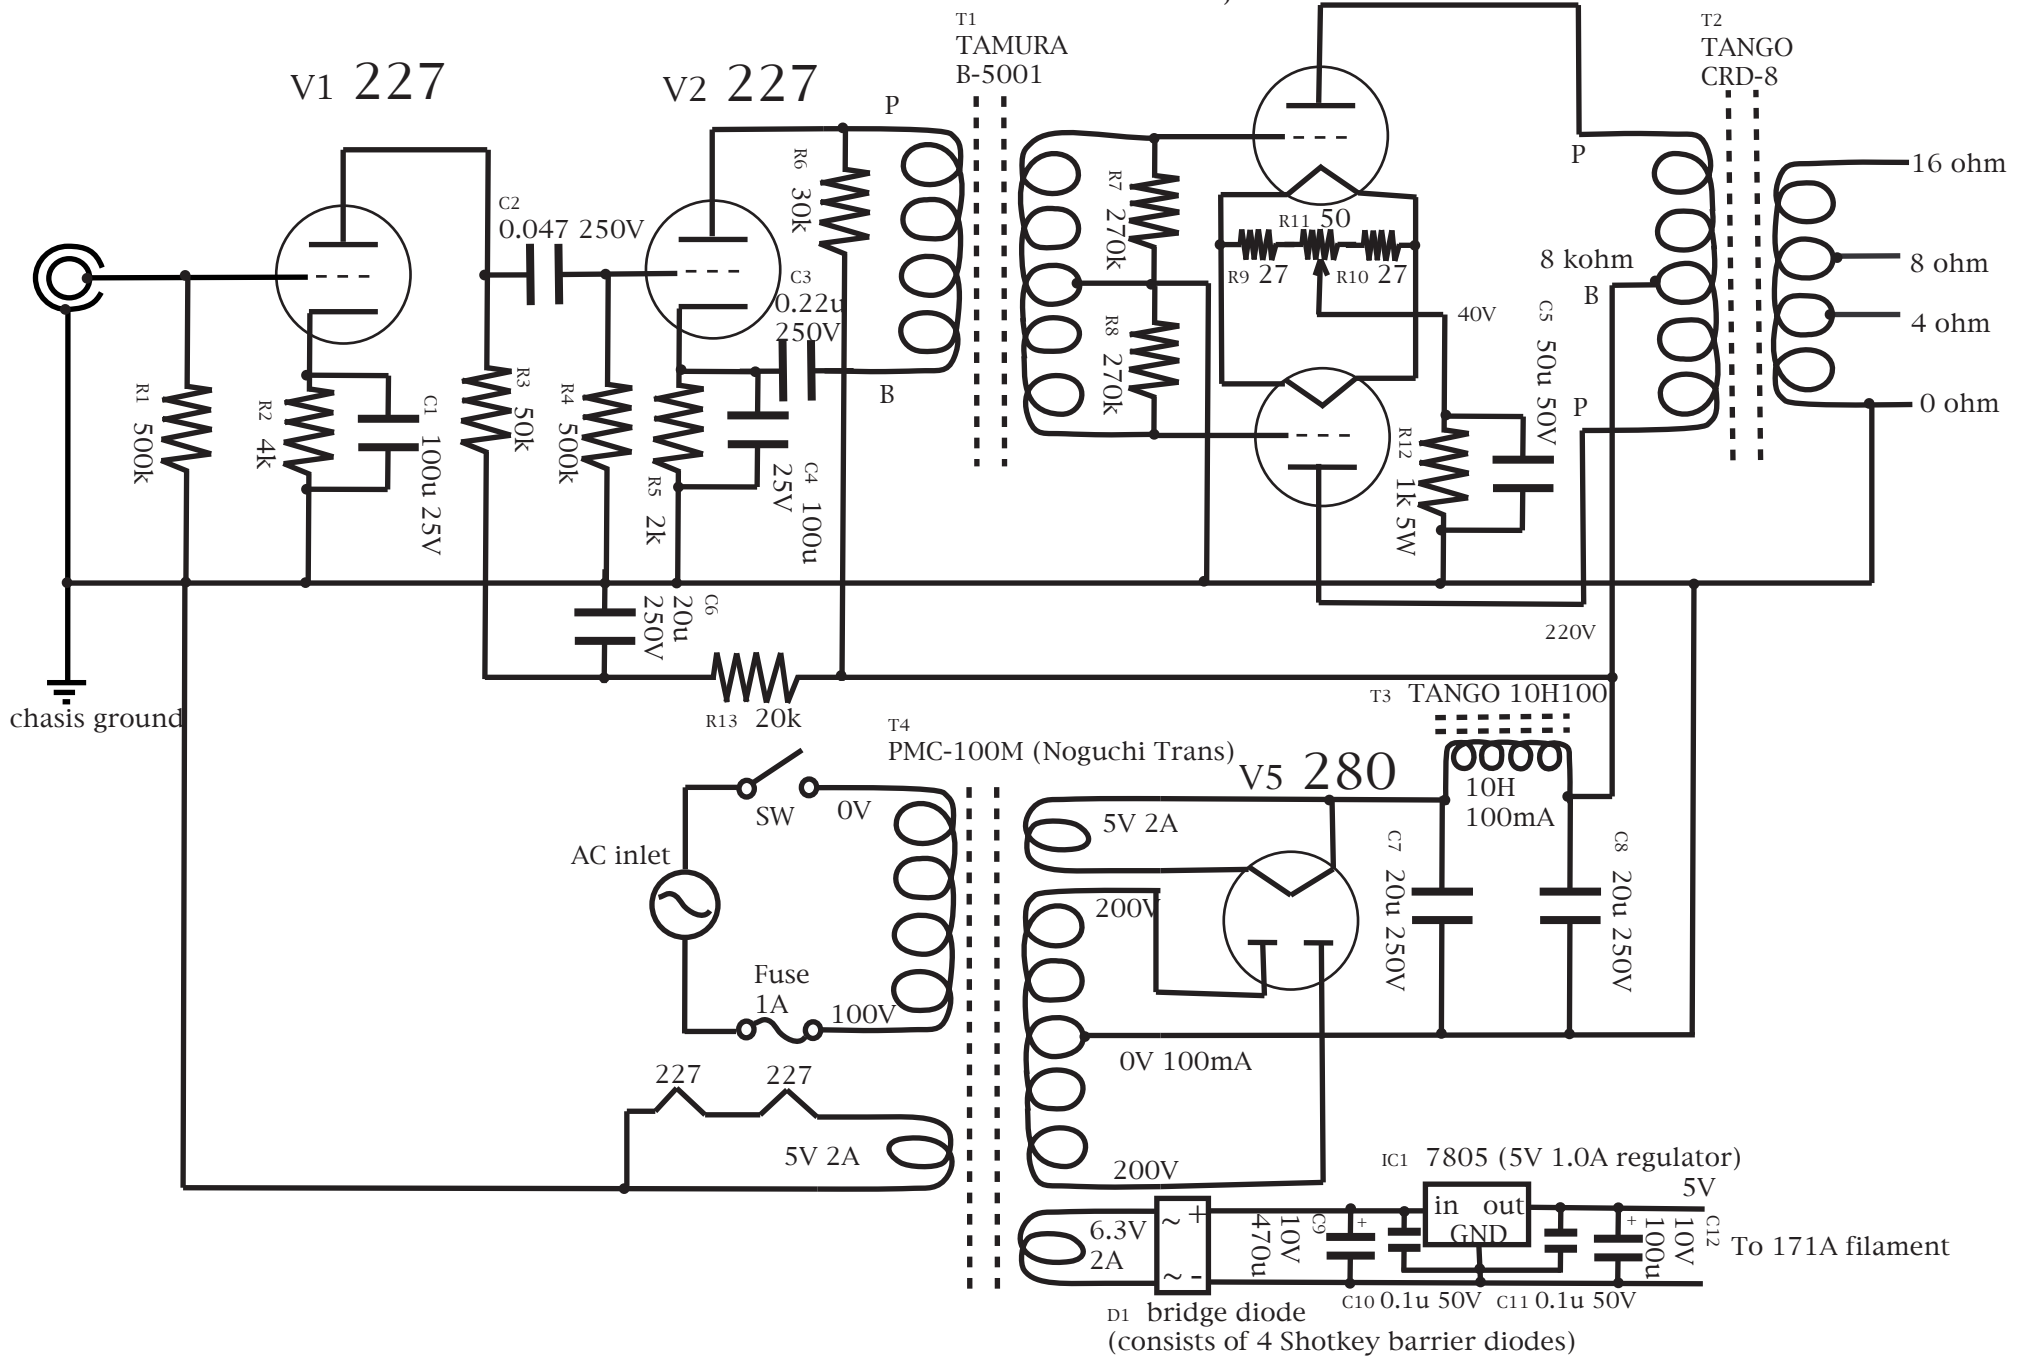 T1
TAMURA
B-5001
T2
TANGO
CRD-8
V1 227
V2 227
P
R6 30k
C2
0.047 250V
C3
0.22u
250V
B
R7 270k
R8 270k
R11 50
R9 27
R10 27
40V
C5 50u 50V
R12 1k 5W
P
8 kohm
B
P
16 ohm
8 ohm
4 ohm
0 ohm
R1 500k
R2 4k
C1 100u 25V
R3 50k
R4 500k
R5 2k
C4 100u
25V
C6
20u
250V
220V
chasis ground
R13 20k
T3 TANGO 10H100
10H
100mA
T4
PMC-100M (Noguchi Trans)
V5 280
SW
0V
AC inlet
Fuse
1A
100V
5V 2A
200V
0V 100mA
200V
C7 20u 250V
C8 20u 250V
227
227
5V 2A
6.3V
2A
~ +
~ -
D1 bridge diode
(consists of 4 Shotkey barrier diodes)
IC1 7805 (5V 1.0A regulator)
in out
GND
5V
C9
10V
470u
+
C10 0.1u 50V
C11 0.1u 50V
+
C12
10V
100u
To 171A filament